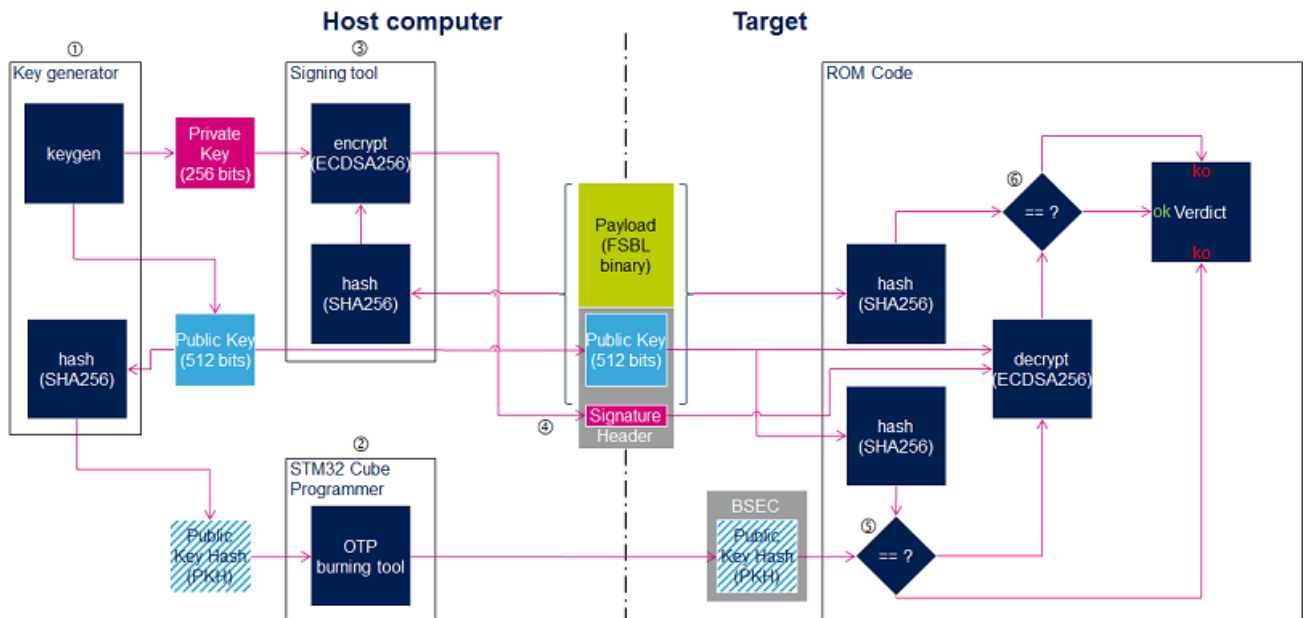 Host computer
Target
①
Key generator
keygen
Private
Key
(256 bits)
③
Signing tool
encrypt
(ECDSA256)
hash
(SHA256)
hash
(SHA256)
Public Key
(512 bits)
Payload
(FSBL
binary)
Public Key
(512 bits)
Signature
Header
④
②
STM32 Cube
Programmer
OTP
burning tool
Public
Key Hash
(PKH)
BSEC
Public
Key Hash
(PKH)
ROM Code
hash
(SHA256)
hash
(SHA256)
⑤
== ?
decrypt
(ECDSA256)
⑥
== ?
ko
ok Verdict
ko